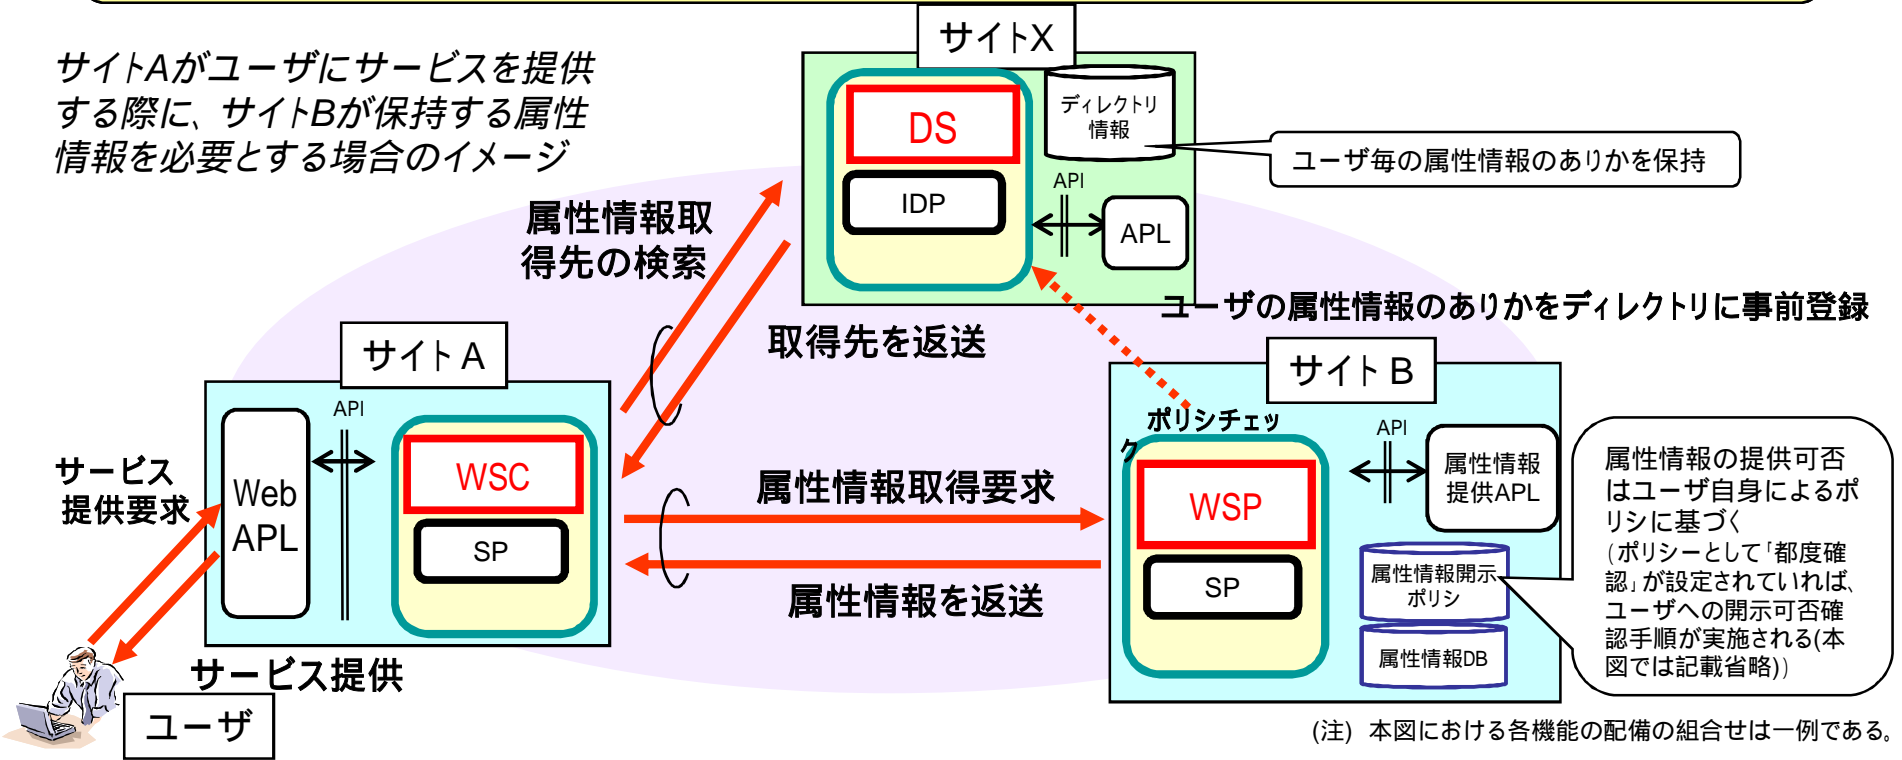 サイトAがユーザにサービスを提供
する際に、サイトBが保持する属性
情報を必要とする場合のイメージ
サイトX
DS
IDP
ディレクトリ
情報
API
APL
ユーザ毎の属性情報のありかを保持
属性情報取
得先の検索
取得先を返送
ユーザの属性情報のありかをディレクトリに事前登録
サイト A
API
Web
APL
WSC
SP
サービス
提供要求
サービス提供
ユーザ
属性情報取得要求
属性情報を返送
サイト B
ポリシチェッ
ク
WSP
SP
API
属性情報
提供APL
属性情報開示
ポリシ
属性情報DB
属性情報の提供可否
はユーザ自身によるポ
リシに基づく
(ポリシーとして「都度確
認」が設定されていれば、
ユーザへの開示可否確
認手順が実施される(本
図では記載省略))
(注) 本図における各機能の配備の組合せは一例である。